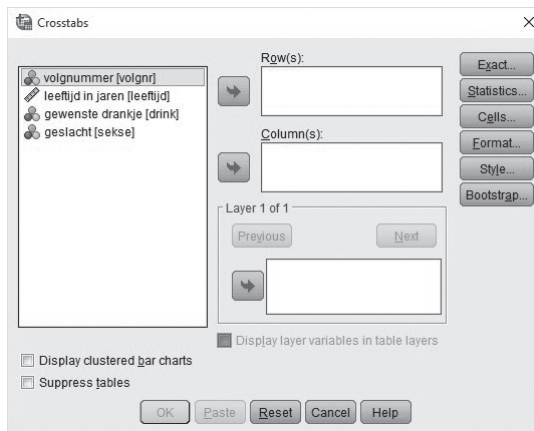 Crosstabs
volgnummer [volgnr]
leeftijd in jaren [leeftijd]
gewenste drankje [drink]
geslacht [sekse]
Row(s):
Column(s):
Layer 1 of 1
Previous
Next
Display layer variables in table layers
Exact...
Statistics...
Cells...
Format...
Style...
Bootstrap...
Display clustered bar charts
Suppress tables
OK
Paste
Reset
Cancel
Help